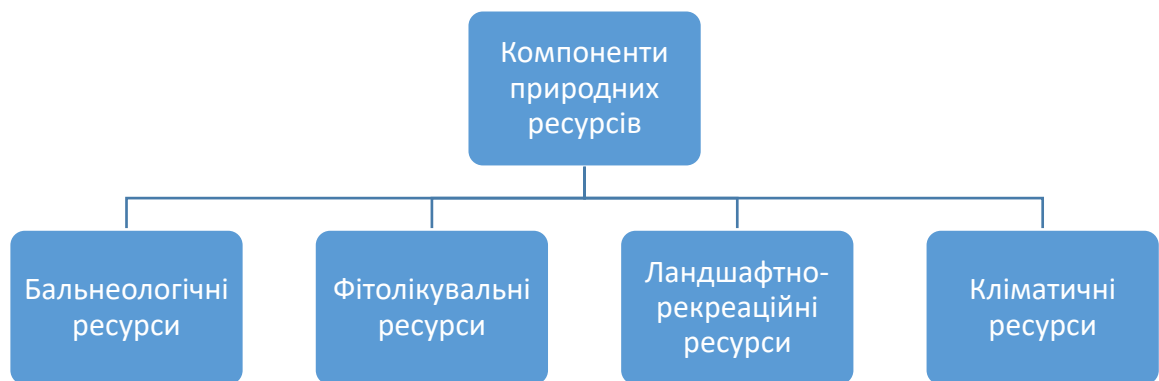 Компоненти
природних
ресурсів
Бальнеологічні
ресурси
Фітолікувальні
ресурси
Ландшафтно-
рекреаційні
ресурси
Кліматичні
ресурси